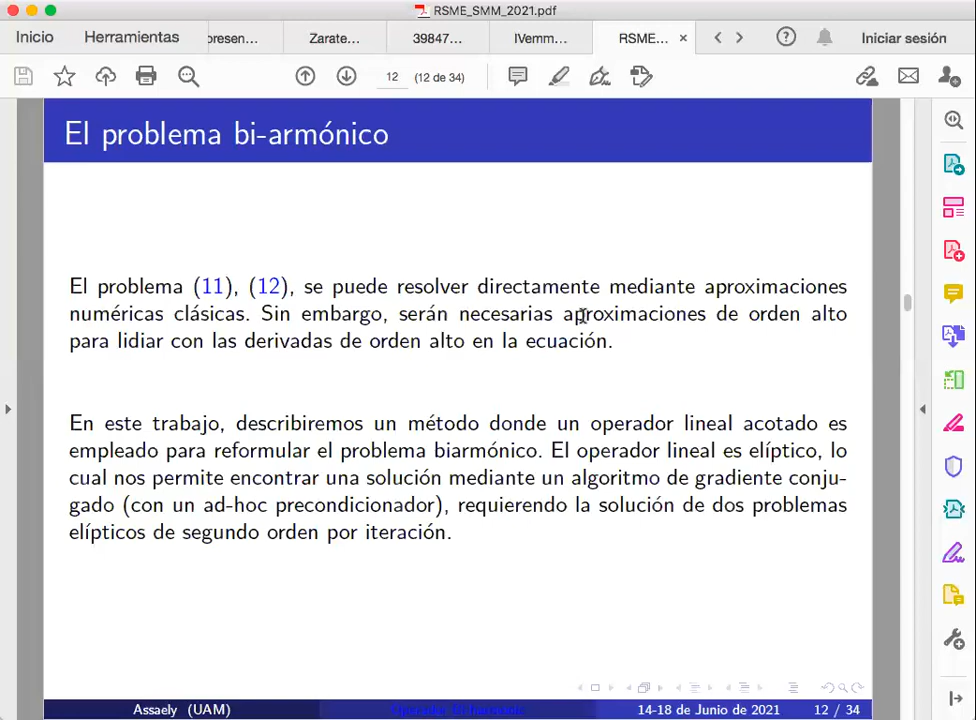 RSME_SMM_2021.pdf
Inicio Herramientas presen... Zarate... 39847... IVemm... RSME... × Iniciar sesión
12 (12 de 34)
El problema bi-armónico
El problema (11), (12), se puede resolver directamente mediante aproximaciones
numéricas clásicas. Sin embargo, serán necesarias aproximaciones de orden alto
para lidiar con las derivadas de orden alto en la ecuación.
En este trabajo, describiremos un método donde un operador lineal acotado es
empleado para reformular el problema biarmónico. El operador lineal es elíptico, lo
cual nos permite encontrar una solución mediante un algoritmo de gradiente conju-
gado (con un ad-hoc precondicionador), requiriendo la solución de dos problemas
elípticos de segundo orden por iteración.
Assaely (UAM) 14-18 de Junio de 2021 12 / 34